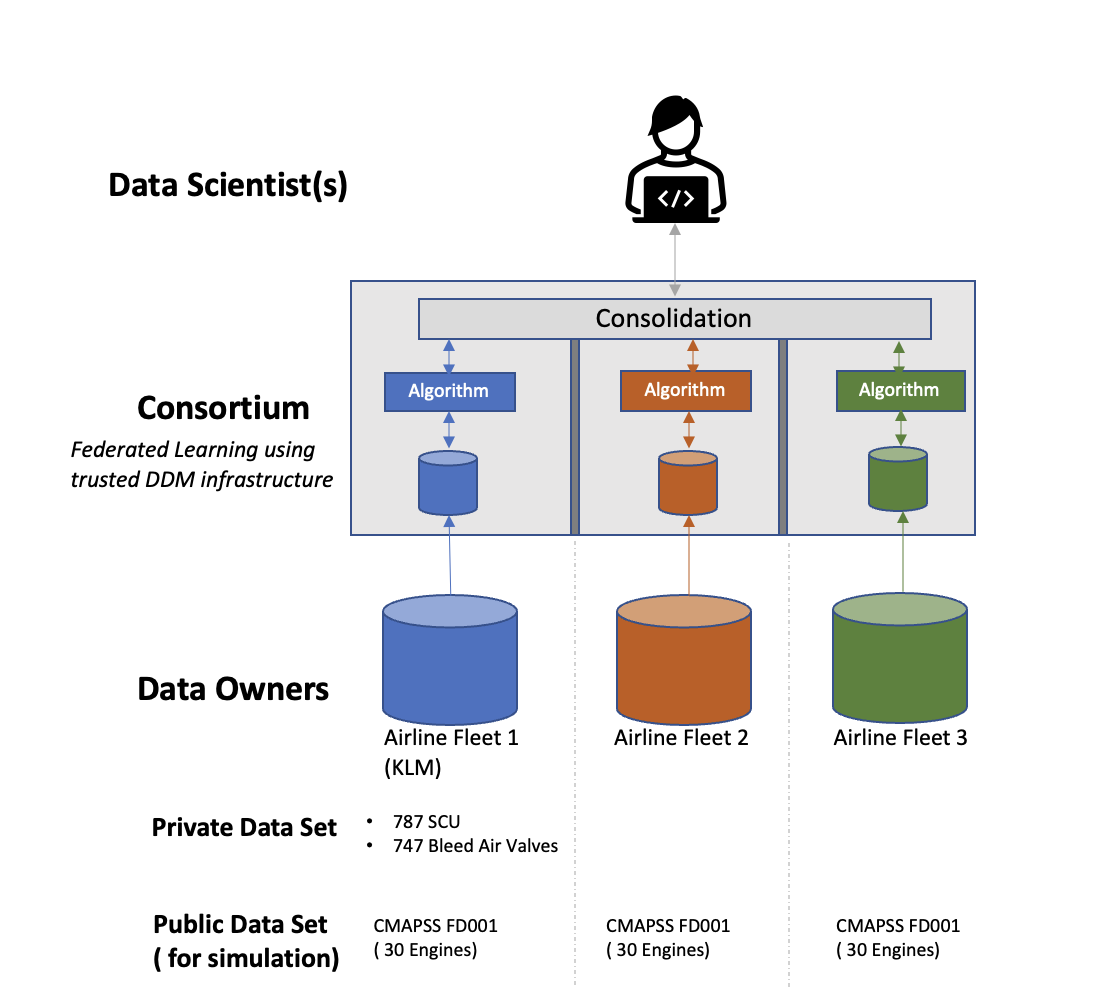 Data Scientist(s)
</>
Consolidation
Algorithm
Algorithm
Algorithm
Consortium
Federated Learning using
trusted DDM infrastructure
Data Owners
Airline Fleet 1
(KLM)
Airline Fleet 2
Airline Fleet 3
Private Data Set
• 787 SCU
• 747 Bleed Air Valves
Public Data Set
( for simulation)
CMAPSS FD001
( 30 Engines)
CMAPSS FD001
( 30 Engines)
CMAPSS FD001
( 30 Engines)